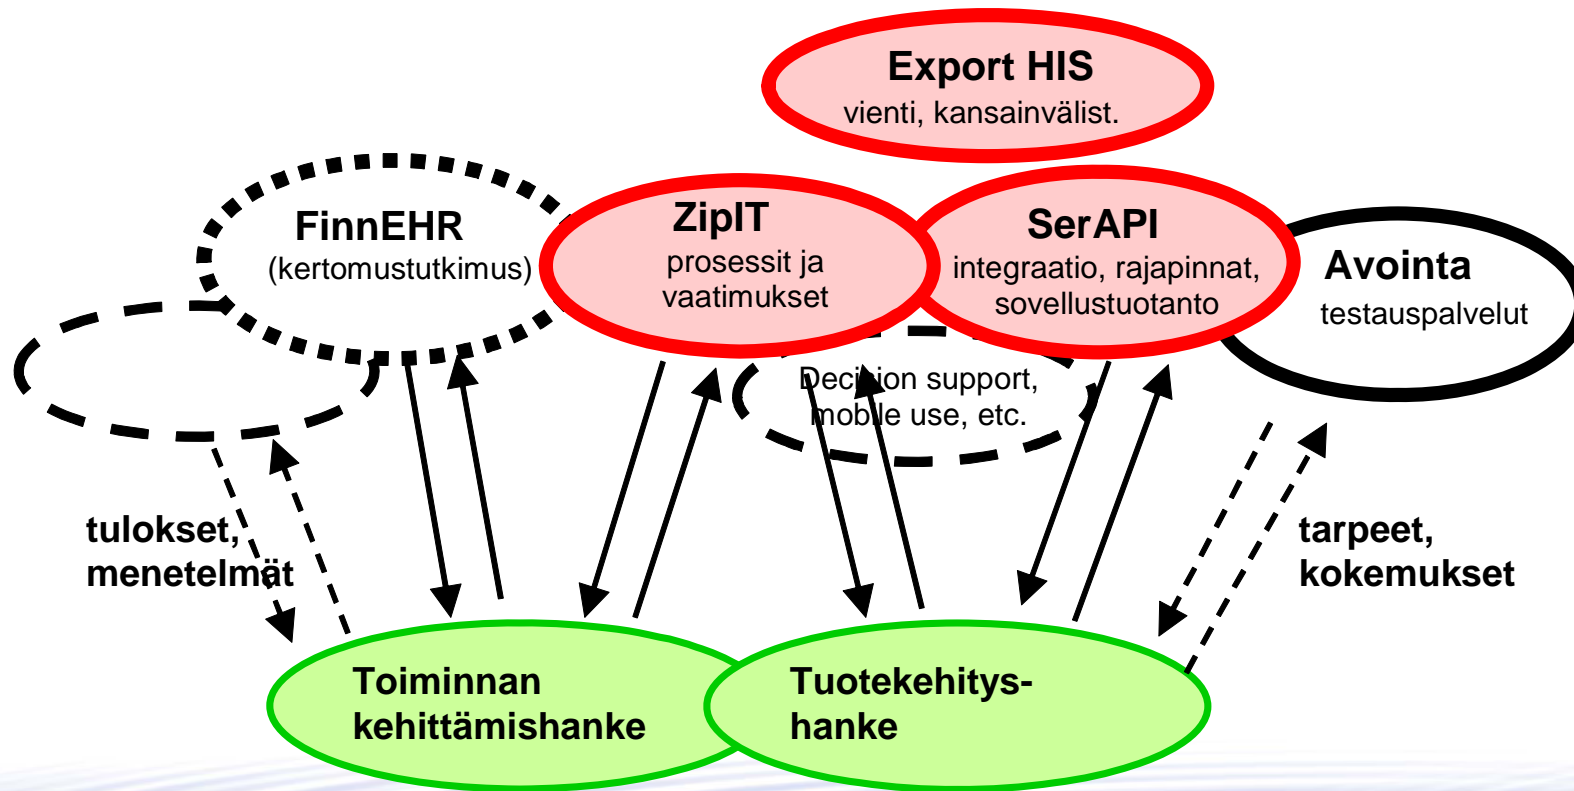 Export HIS
vienti, kansainvälist.
FinnEHR
(kertomustutkimus)
ZipIT
prosessit ja
vaatimukset
SerAPI
integraatio, rajapinnat,
sovellustuotanto
Avointa
testauspalvelut
Decision support,
mobile use, etc.
tulokset,
menetelmät
tarpeet,
kokemukset
Toiminnan
kehittämishanke
Tuotekehitys-
hanke